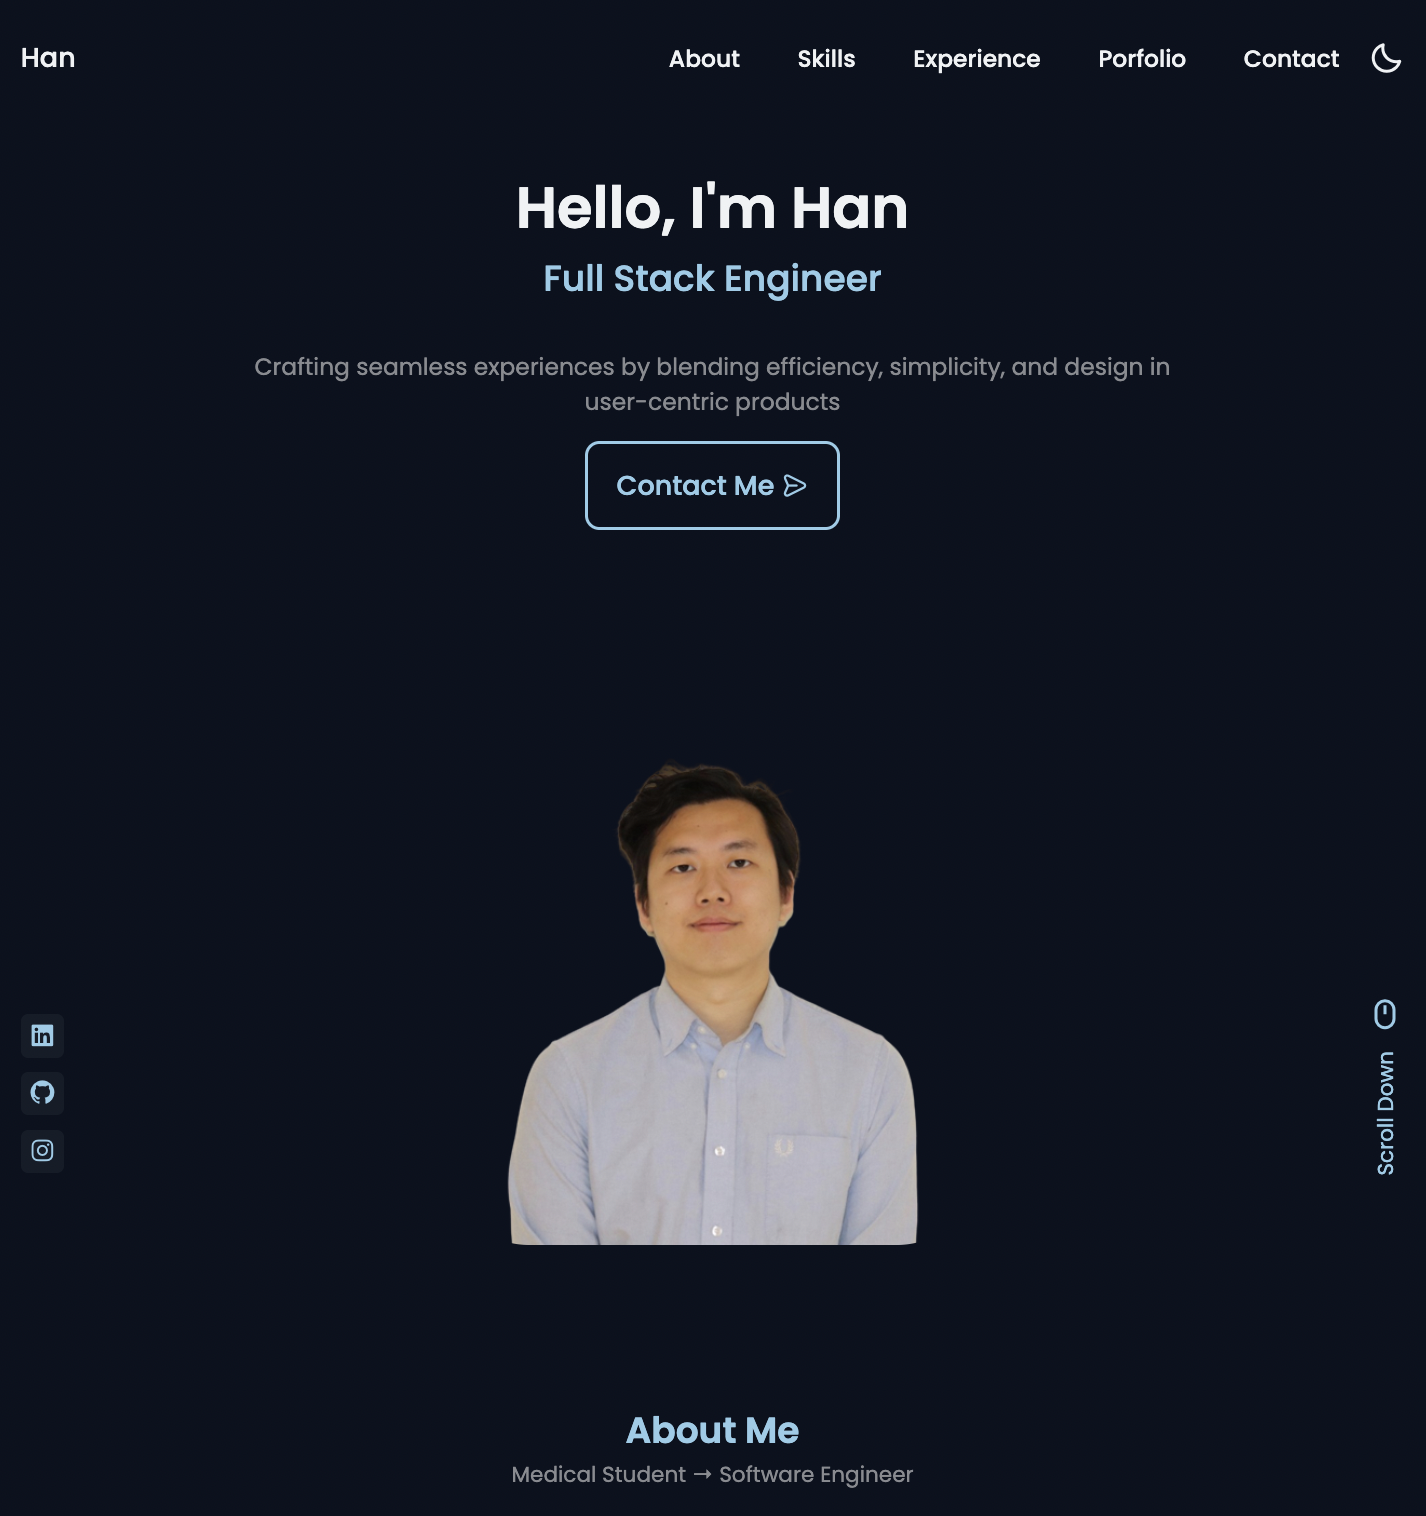 Han
About
Skills
Experience
Porfolio
Contact
Hello, I'm Han
Full Stack Engineer
Crafting seamless experiences by blending efficiency, simplicity, and design in
user-centric products
Contact Me
in
Scroll Down
About Me
Medical Student → Software Engineer